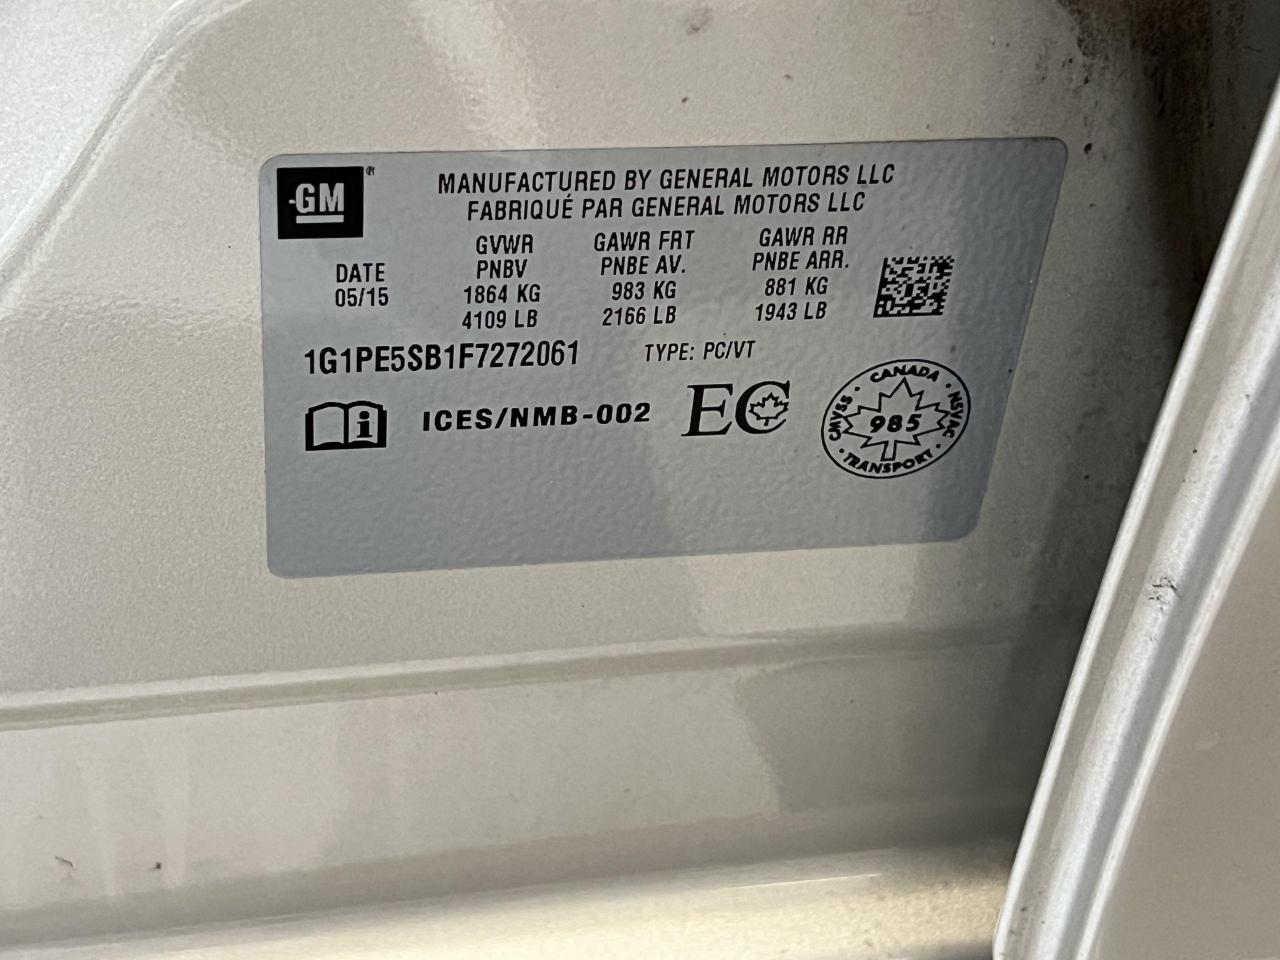 GM ®
MANUFACTURED BY GENERAL MOTORS LLC
FABRIQUÉ PAR GENERAL MOTORS LLC
DATE
05/15
GVWR
PNBV
1864 KG
4109 LB
GAWR FRT
PNBE AV.
983 KG
2166 LB
GAWR RR
PNBE ARR.
881 KG
1943 LB
1G1PE5SB1F7272061 TYPE: PC/VT
i
ICES/NMB-002
EC
· CANADA ·
CMVSS
985
NSVAC
· TRANSPORT ·